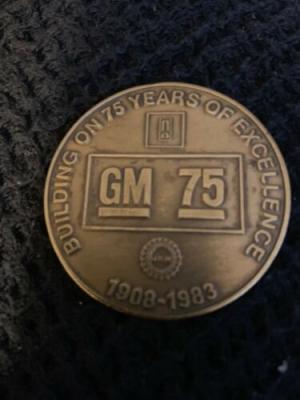 BUILDING ON 75 YEARS OF EXCELLENCE
GM 75
1908-1983